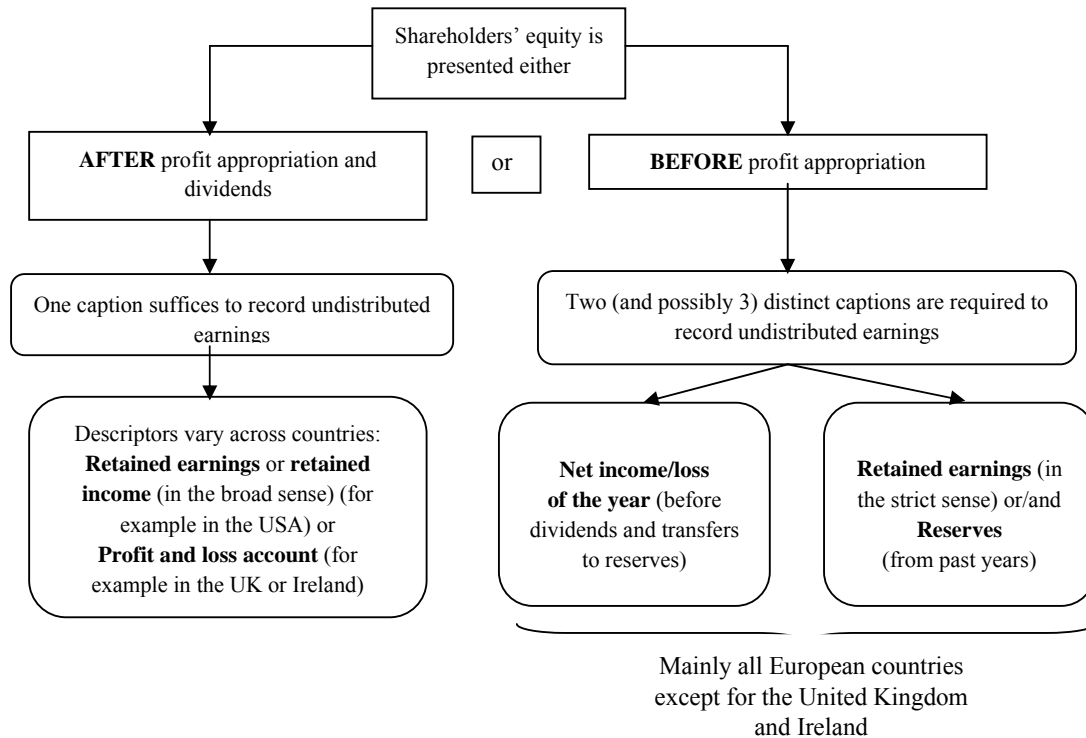 Shareholders’ equity is
presented either
AFTER profit appropriation and
dividends
or
BEFORE profit appropriation
One caption suffices to record undistributed
earnings
Two (and possibly 3) distinct captions are required to
record undistributed earnings
Descriptors vary across countries:
Retained earnings or retained
income (in the broad sense) (for
example in the USA) or
Profit and loss account (for
example in the UK or Ireland)
Net income/loss
of the year (before
dividends and transfers
to reserves)
Retained earnings (in
the strict sense) or/and
Reserves
(from past years)
Mainly all European countries
except for the United Kingdom
and Ireland